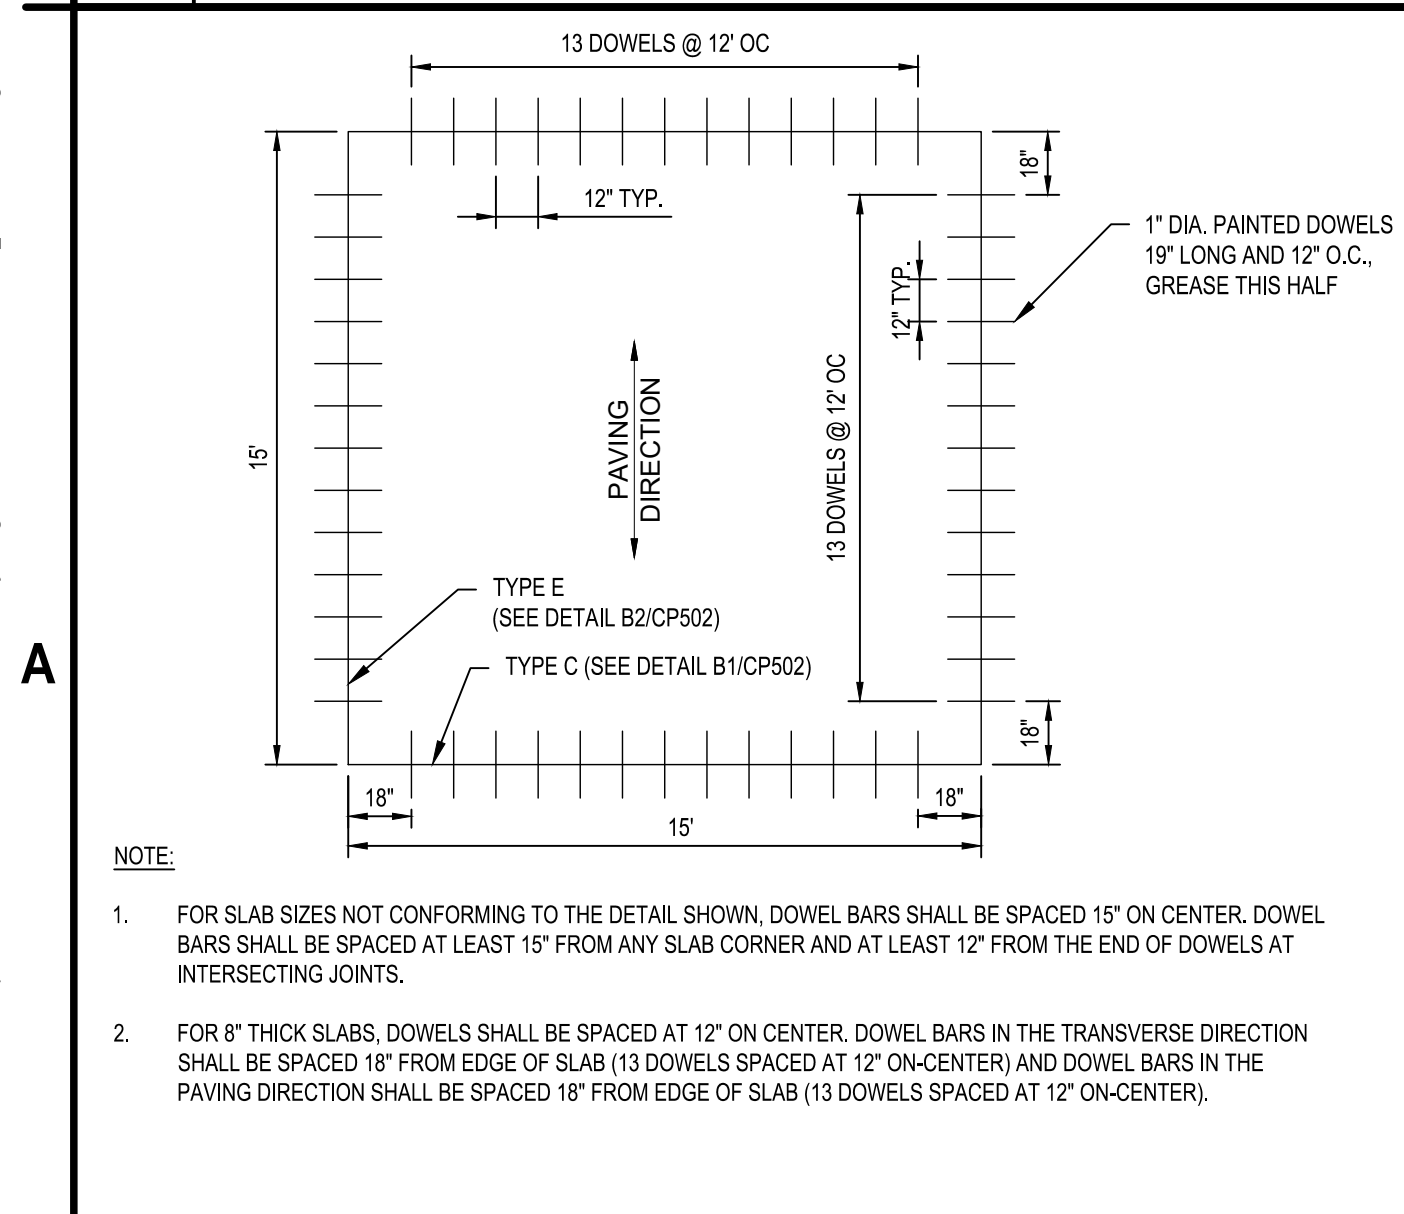 13 DOWELS @ 12' OC
18"
12" TYP.
1" DIA. PAINTED DOWELS
19" LONG AND 12" O.C.,
GREASE THIS HALF
12" TYP.
15'
13 DOWELS @ 12' OC
PAVING
DIRECTION
TYPE E
(SEE DETAIL B2/CP502)
A
TYPE C (SEE DETAIL B1/CP502)
18"
18"
18"
15'
NOTE:
1. FOR SLAB SIZES NOT CONFORMING TO THE DETAIL SHOWN, DOWEL BARS SHALL BE SPACED 15" ON CENTER. DOWEL
BARS SHALL BE SPACED AT LEAST 15" FROM ANY SLAB CORNER AND AT LEAST 12" FROM THE END OF DOWELS AT
INTERSECTING JOINTS.
2. FOR 8" THICK SLABS, DOWELS SHALL BE SPACED AT 12" ON CENTER. DOWEL BARS IN THE TRANSVERSE DIRECTION
SHALL BE SPACED 18" FROM EDGE OF SLAB (13 DOWELS SPACED AT 12" ON-CENTER) AND DOWEL BARS IN THE
PAVING DIRECTION SHALL BE SPACED 18" FROM EDGE OF SLAB (13 DOWELS SPACED AT 12" ON-CENTER).